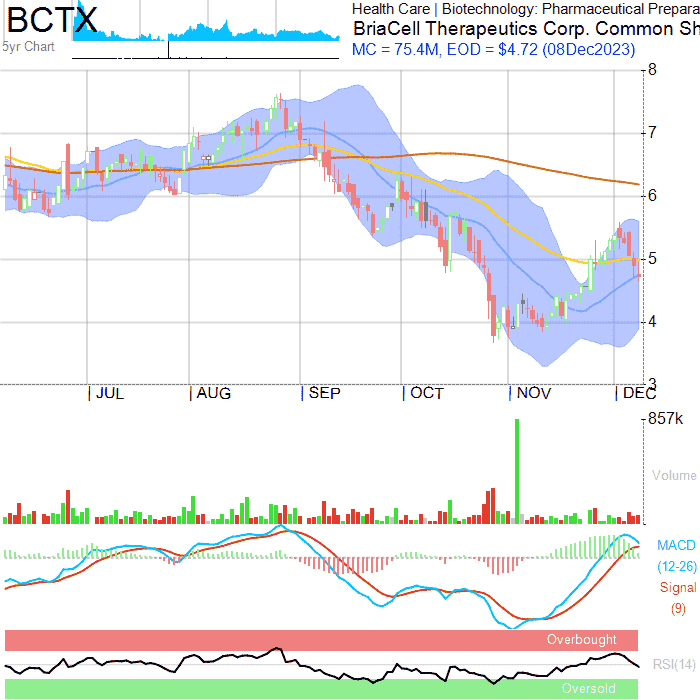 BCTX
5yr Chart
Health Care | Biotechnology: Pharmaceutical Prepara
BriaCell Therapeutics Corp. Common Sh
MC = 75.4M, EOD = $4.72 (08Dec2023)
8
7
6
5
4
3
JUL AUG SEP OCT NOV DEC
857k
Volume
MACD
(12-26)
Signal
(9)
Overbought
RSI(14)
Oversold